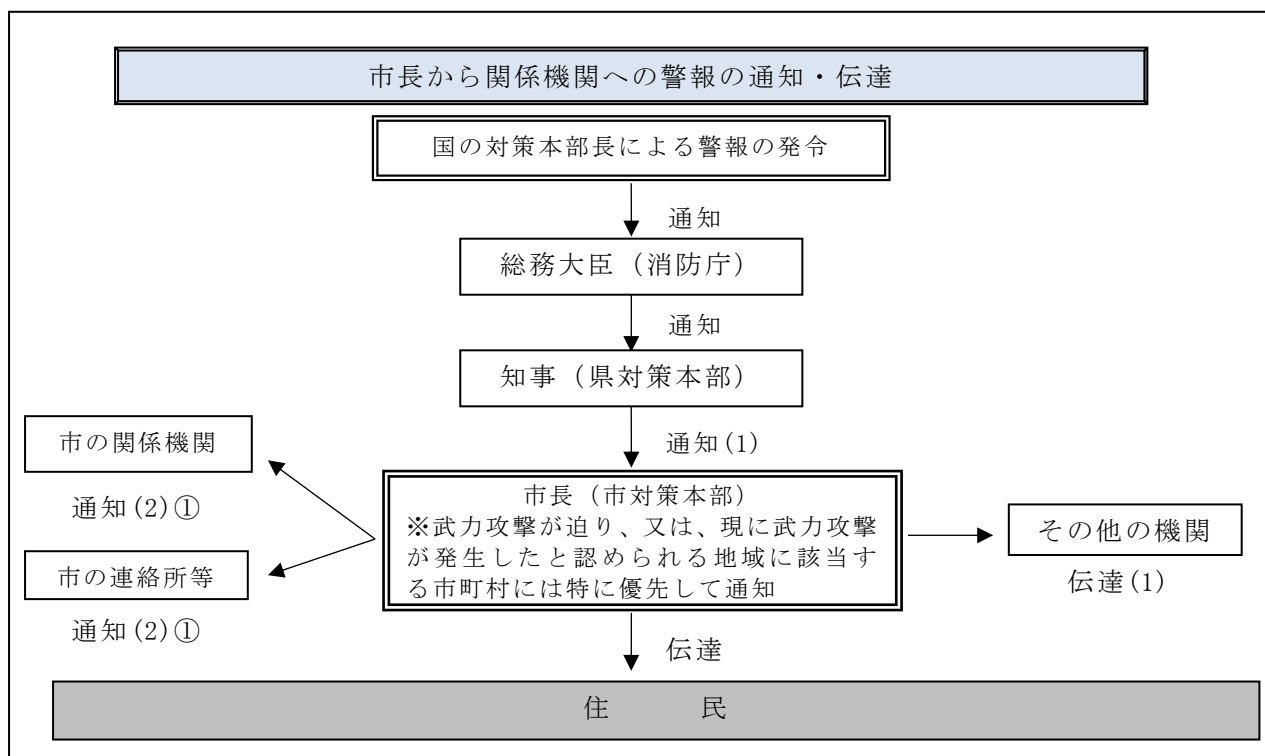 市長から関係機関への警報の通知・伝達
国の対策本部長による警報の発令
通知
総務大臣（消防庁）
通知
知事（県対策本部）
通知(1)
市の関係機関
通知(2)①
市の連絡所等
通知(2)①
市長（市対策本部）
※武力攻撃が迫り、又は、現に武力攻撃
が発生したと認められる地域に該当す
る市町村には特に優先して通知
その他の機関
伝達(1)
伝達
住　　民